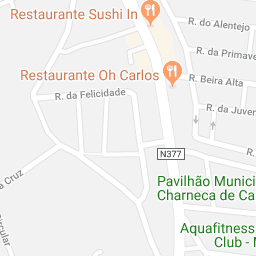 Restaurante Sushi In
R. do Alentejo
R. da Primave
Restaurante Oh Carlos
R. Beira Alta
R. da Felicidade
R. da Juven
N377
Pavilhão Munici
Charneca de Ca
a Cruz
Aquafitness
Club - M
Circular